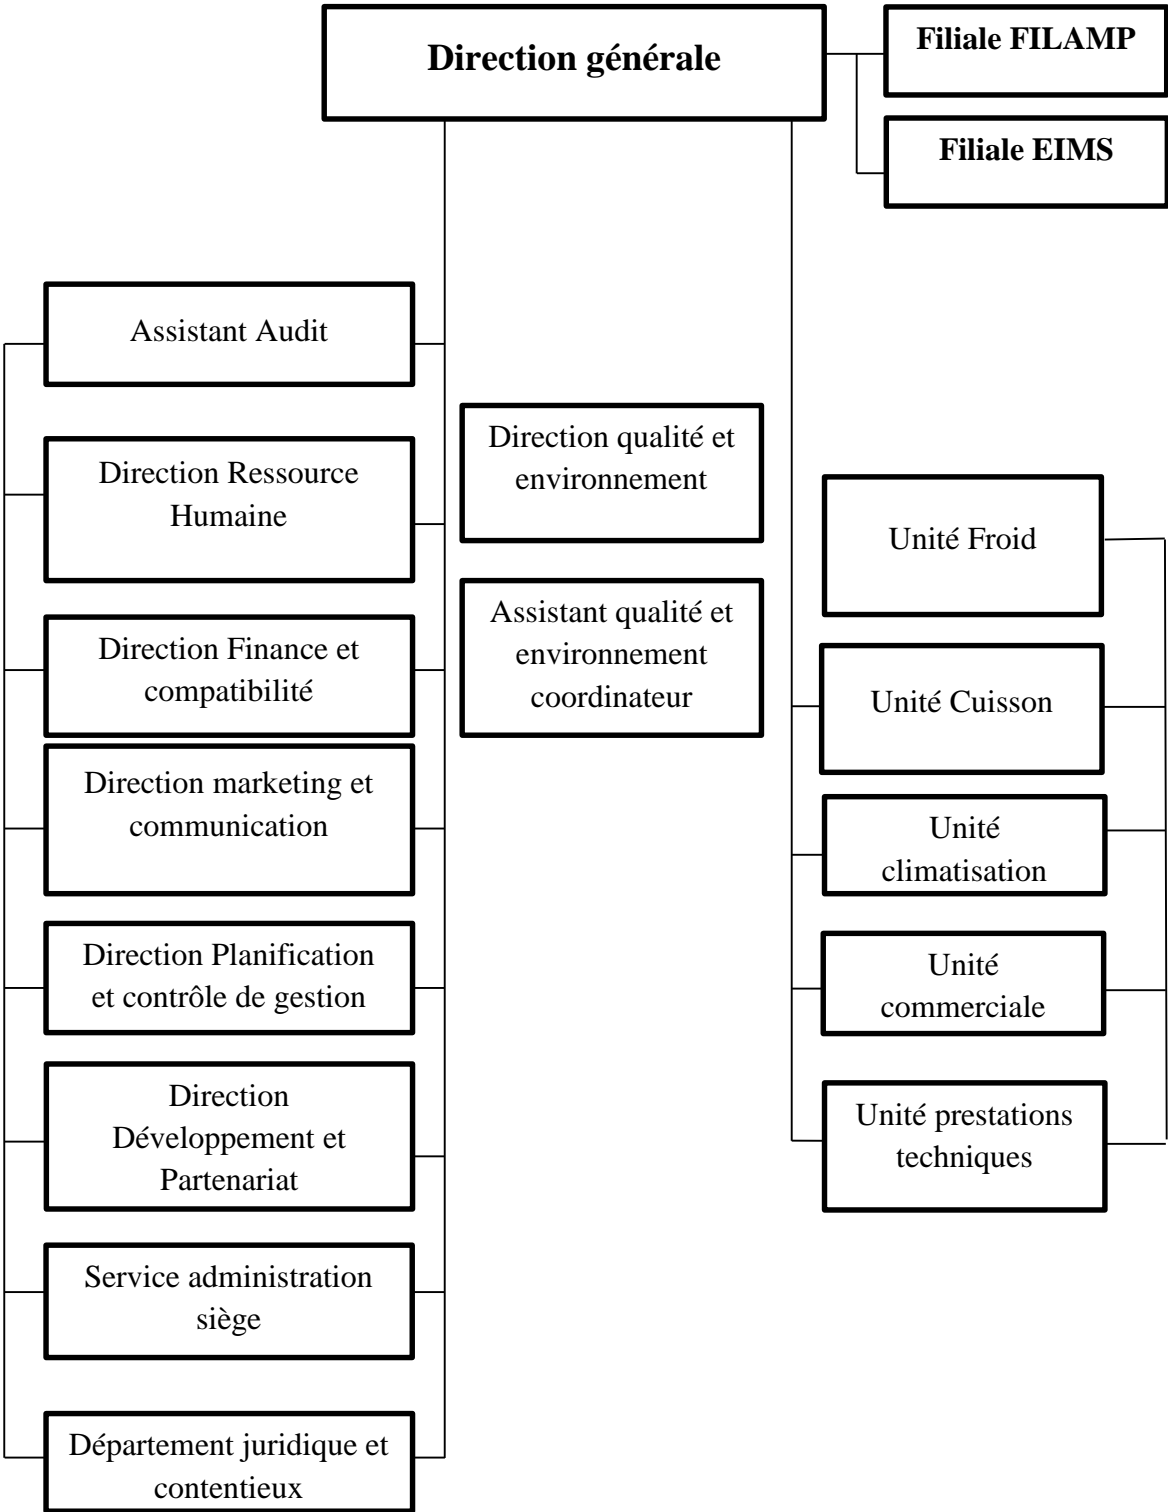 Direction générale
Filiale FILAMP
Filiale EIMS
Assistant Audit
Direction Ressource
Humaine
Direction Finance et
compatibilité
Direction marketing et
communication
Direction Planification
et contrôle de gestion
Direction
Développement et
Partenariat
Service administration
siège
Département juridique et
contentieux
Direction qualité et
environnement
Assistant qualité et
environnement
coordinateur
Unité Froid
Unité Cuisson
Unité
climatisation
Unité
commerciale
Unité prestations
techniques